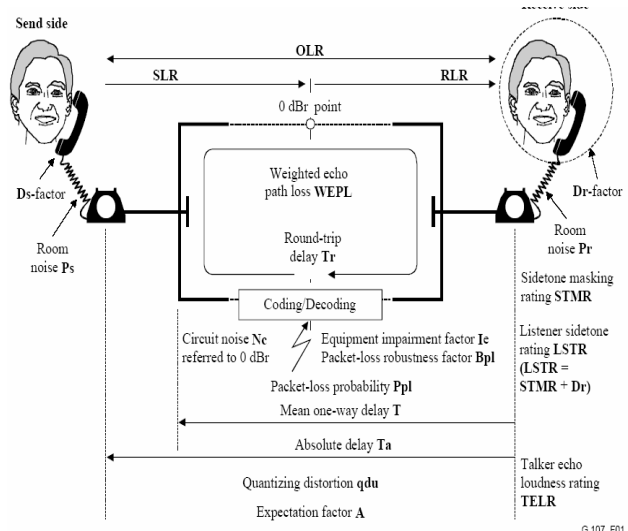 Send side
Receive side
OLR
SLR
RLR
0 dBr point
Weighted echo
path loss WEPL
Ds-factor
Dr-factor
Room
noise Ps
Room
noise Pr
Round-trip
delay Tr
Sidetone masking
rating STMR
Coding/Decoding
Circuit noise Nc
referred to 0 dBr
Equipment impairment factor Ie
Packet-loss robustness factor Bpl
Listener sidetone
rating LSTR
(LSTR =
STMR + Dr)
Packet-loss probability Ppl
Mean one-way delay T
Absolute delay Ta
Talker echo
loudness rating
TELR
Quantizing distortion qdu
Expectation factor A
G.107_F01